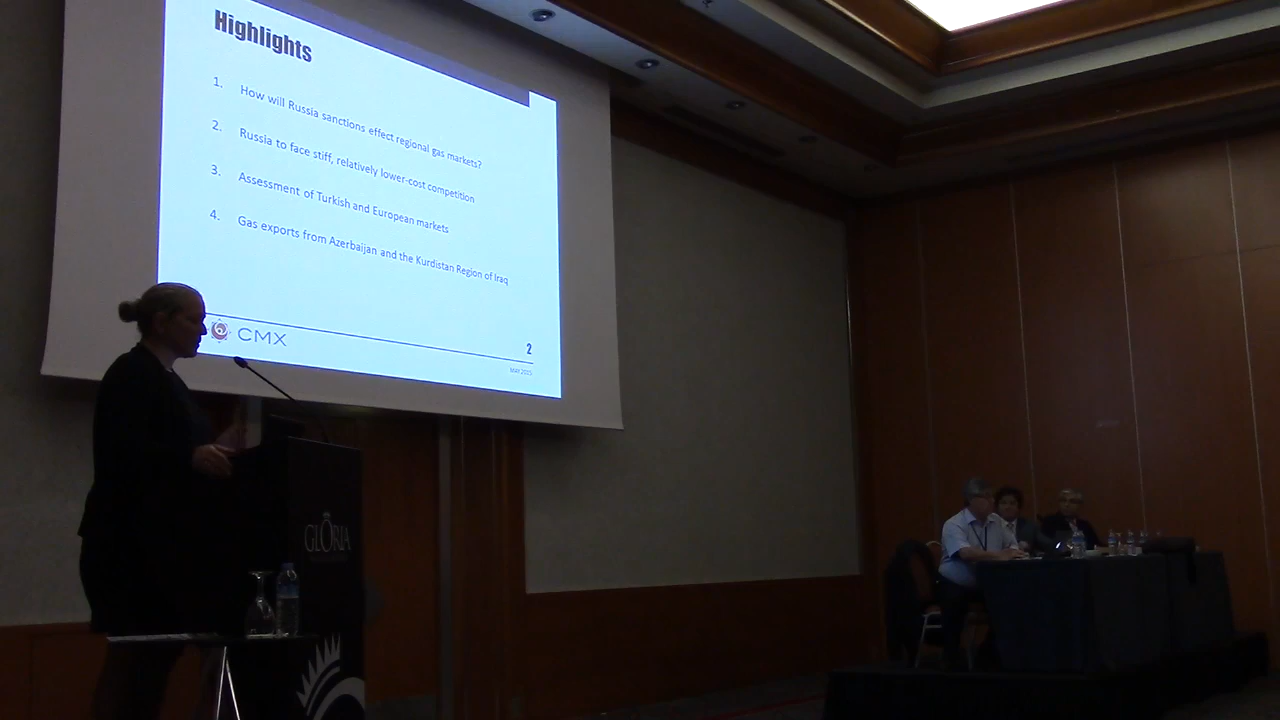 Highlights
1. How will Russia sanctions effect regional gas markets?
2. Russia to face stiff, relatively lower-cost competition
3. Assessment of Turkish and European markets
4. Gas exports from Azerbaijan and the Kurdistan Region of Iraq
CMX
2
MAY 2015
GLORIA